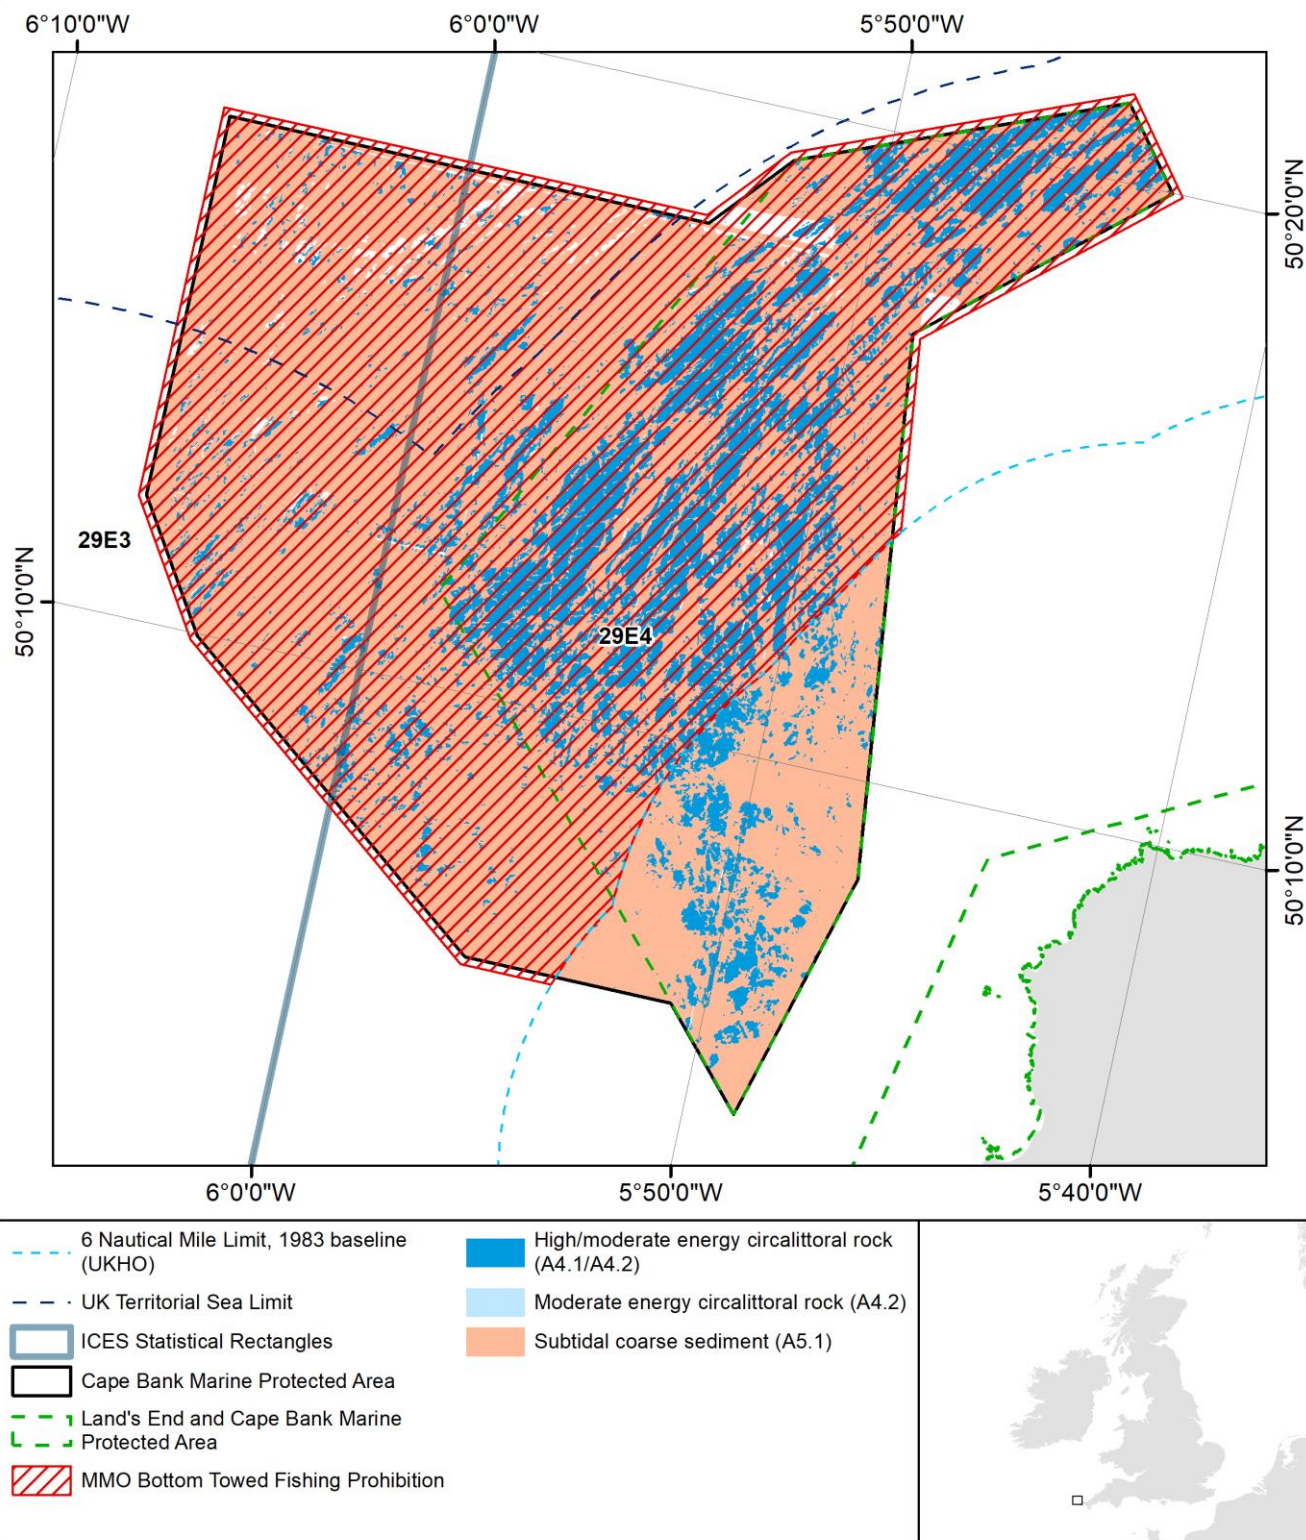 6°10'0"W
6°0'0"W
5°50'0"W
50°20'0"N
29E3
50°10'0"N
29E4
50°10'0"N
6°0'0"W
5°50'0"W
5°40'0"W
6 Nautical Mile Limit, 1983 baseline
(UKHO)
UK Territorial Sea Limit
ICES Statistical Rectangles
Cape Bank Marine Protected Area
Land's End and Cape Bank Marine
Protected Area
MMO Bottom Towed Fishing Prohibition
High/moderate energy circalittoral rock
(A4.1/A4.2)
Moderate energy circalittoral rock (A4.2)
Subtidal coarse sediment (A5.1)